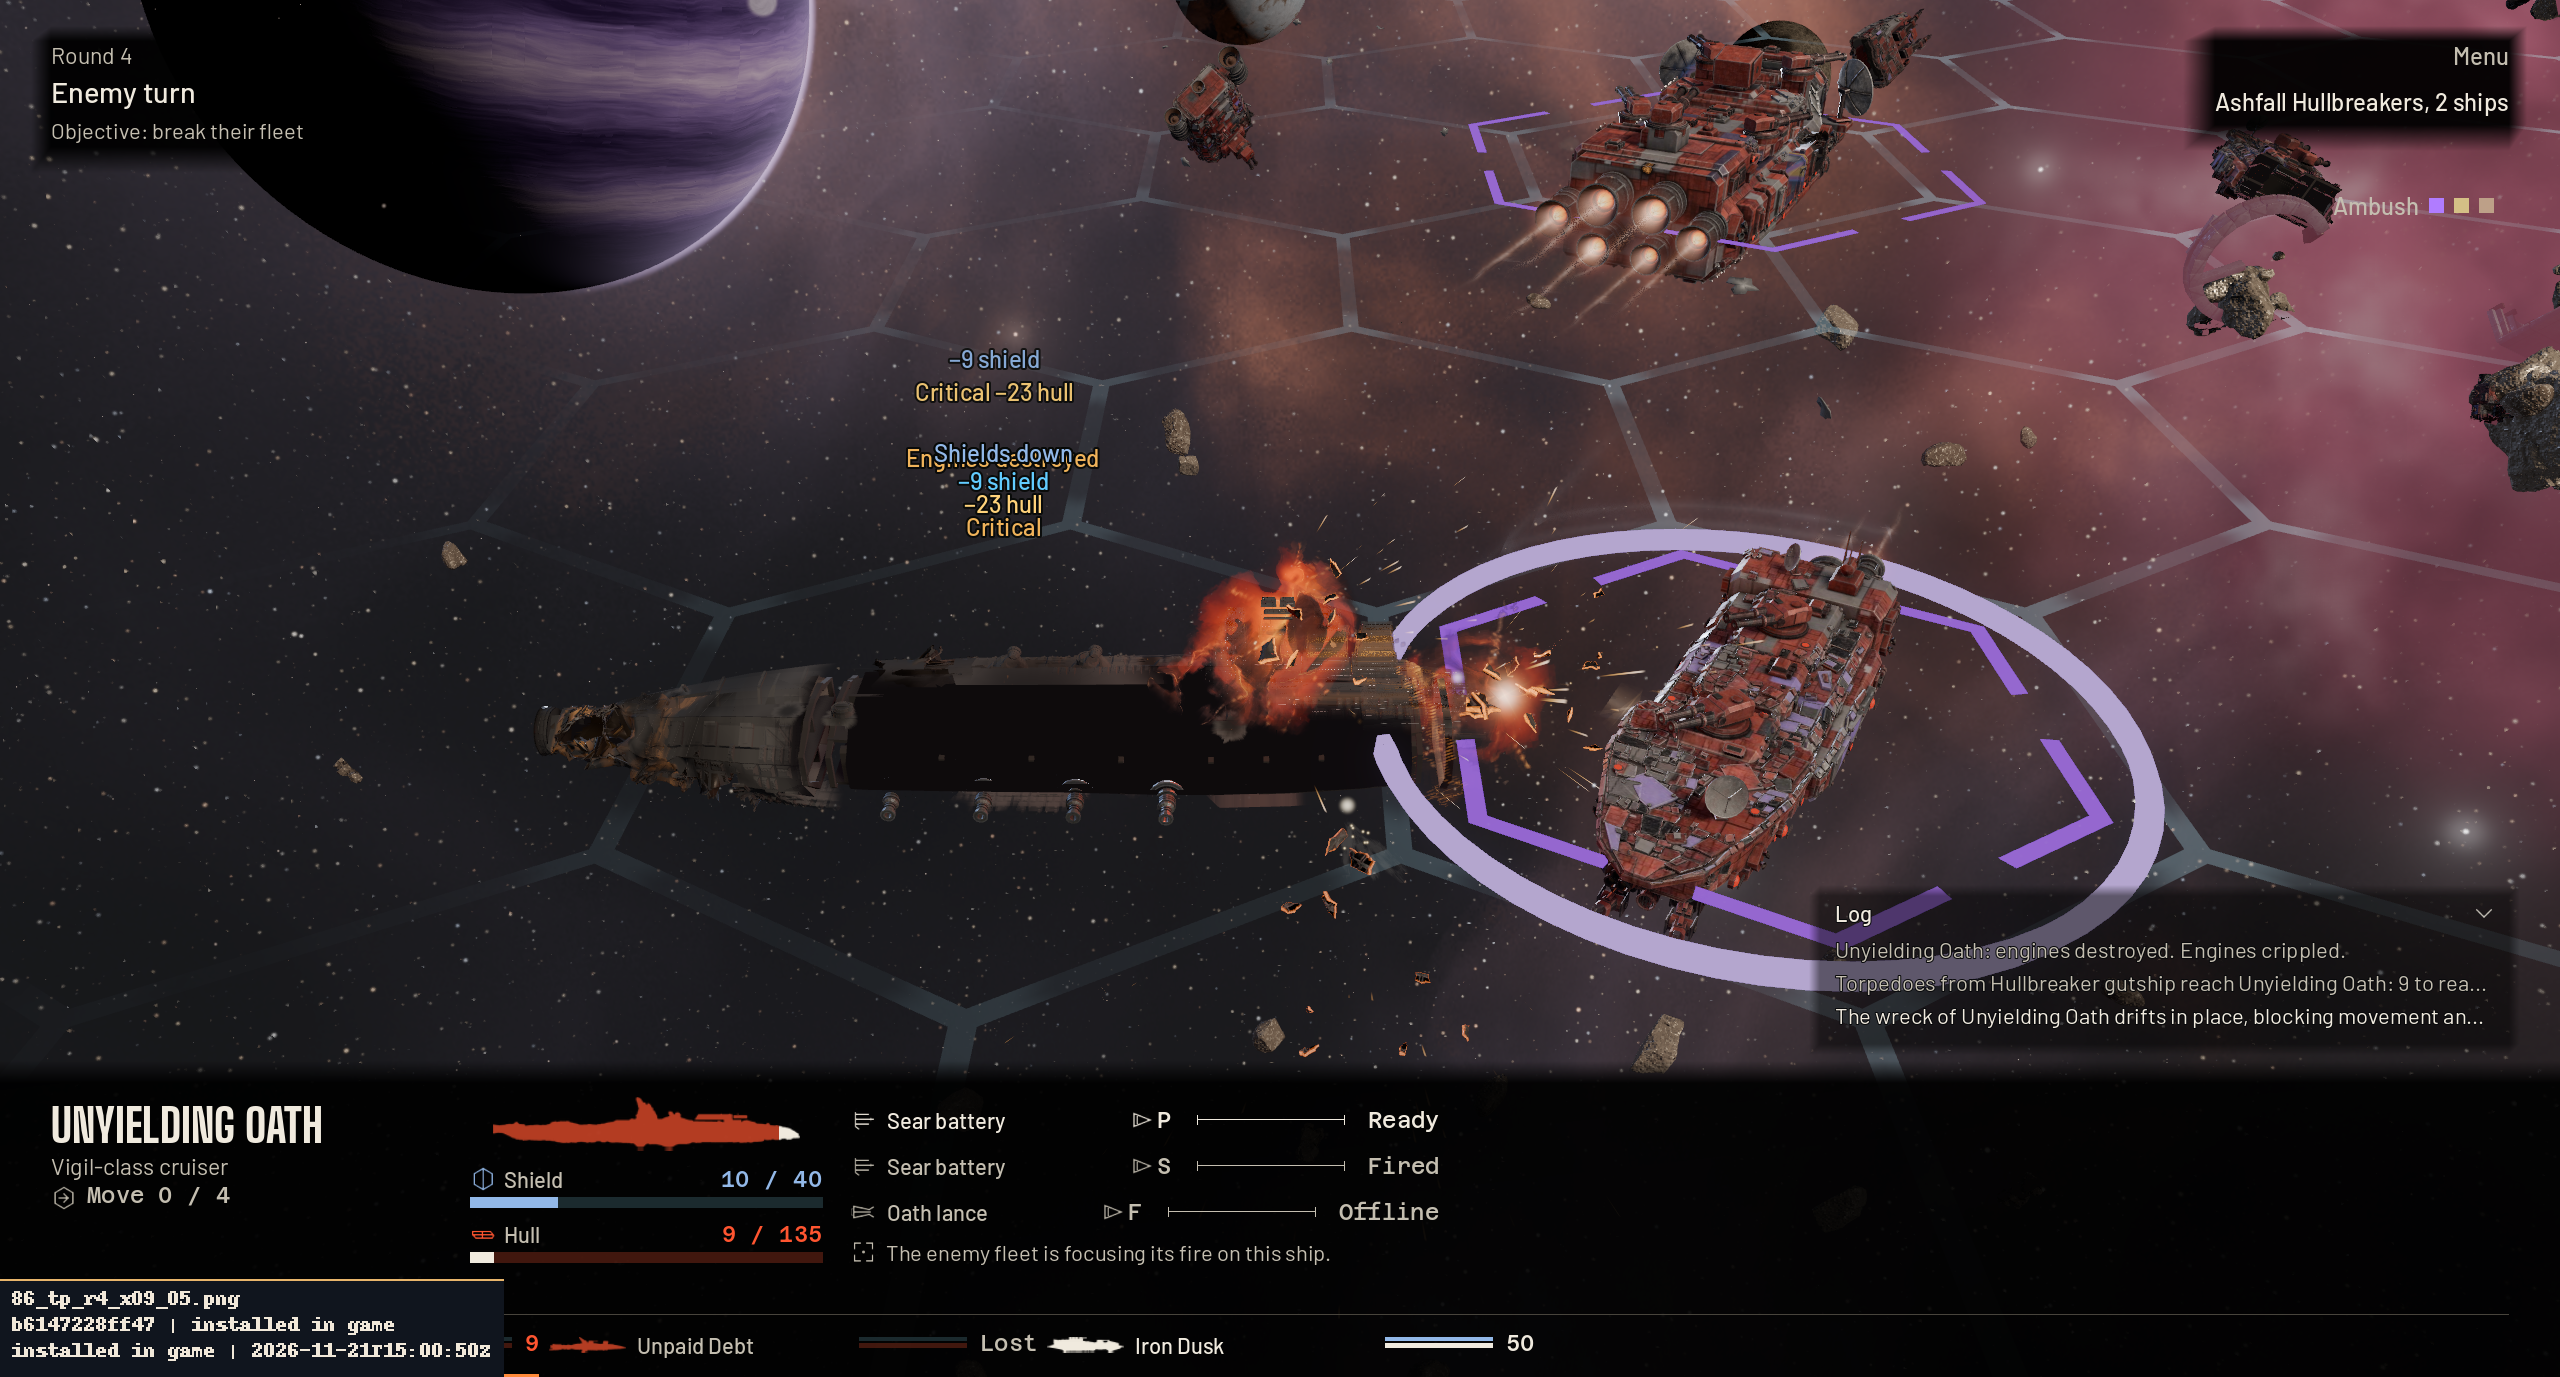 Round 4
Enemy turn
Objective: break their fleet
Menu
Ashfall Hullbreakers, 2 ships
Ambush
−9 shield
Critical −23 hull
Shields down
Engines destroyed
−9 shield
−23 hull
Critical
Log
Unyielding Oath: engines destroyed. Engines crippled.
Torpedoes from Hullbreaker gutship reach Unyielding Oath: 9 to rea...
The wreck of Unyielding Oath drifts in place, blocking movement an...
UNYIELDING OATH
Vigil-class cruiser
Move 0 / 4
Shield 10 / 40
Hull 9 / 135
Sear battery P Ready
Sear battery S Fired
Oath lance F Offline
The enemy fleet is focusing its fire on this ship.
9 Unpaid Debt Lost Iron Dusk 50
86_tp_r4_x09_05.png
b6147228ff47 | installed in game
installed in game | 2026-11-21r15:00:50z